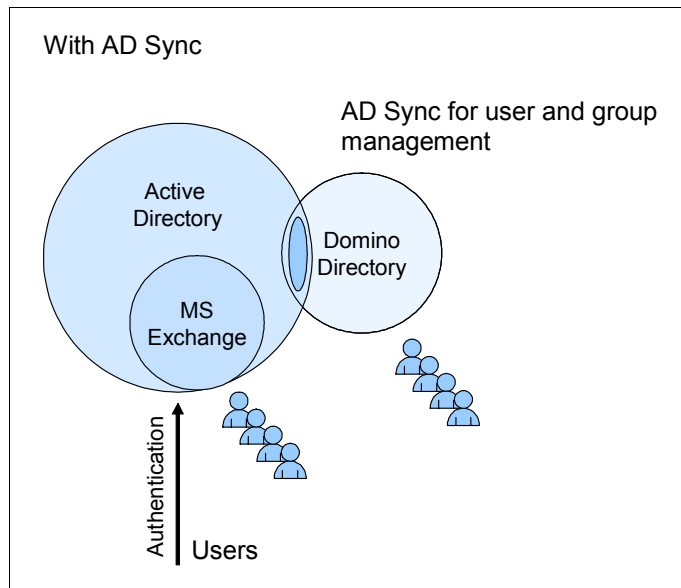 With AD Sync
AD Sync for user and group
management
Active
Directory
Domino
Directory
MS
Exchange
Authentication
Users